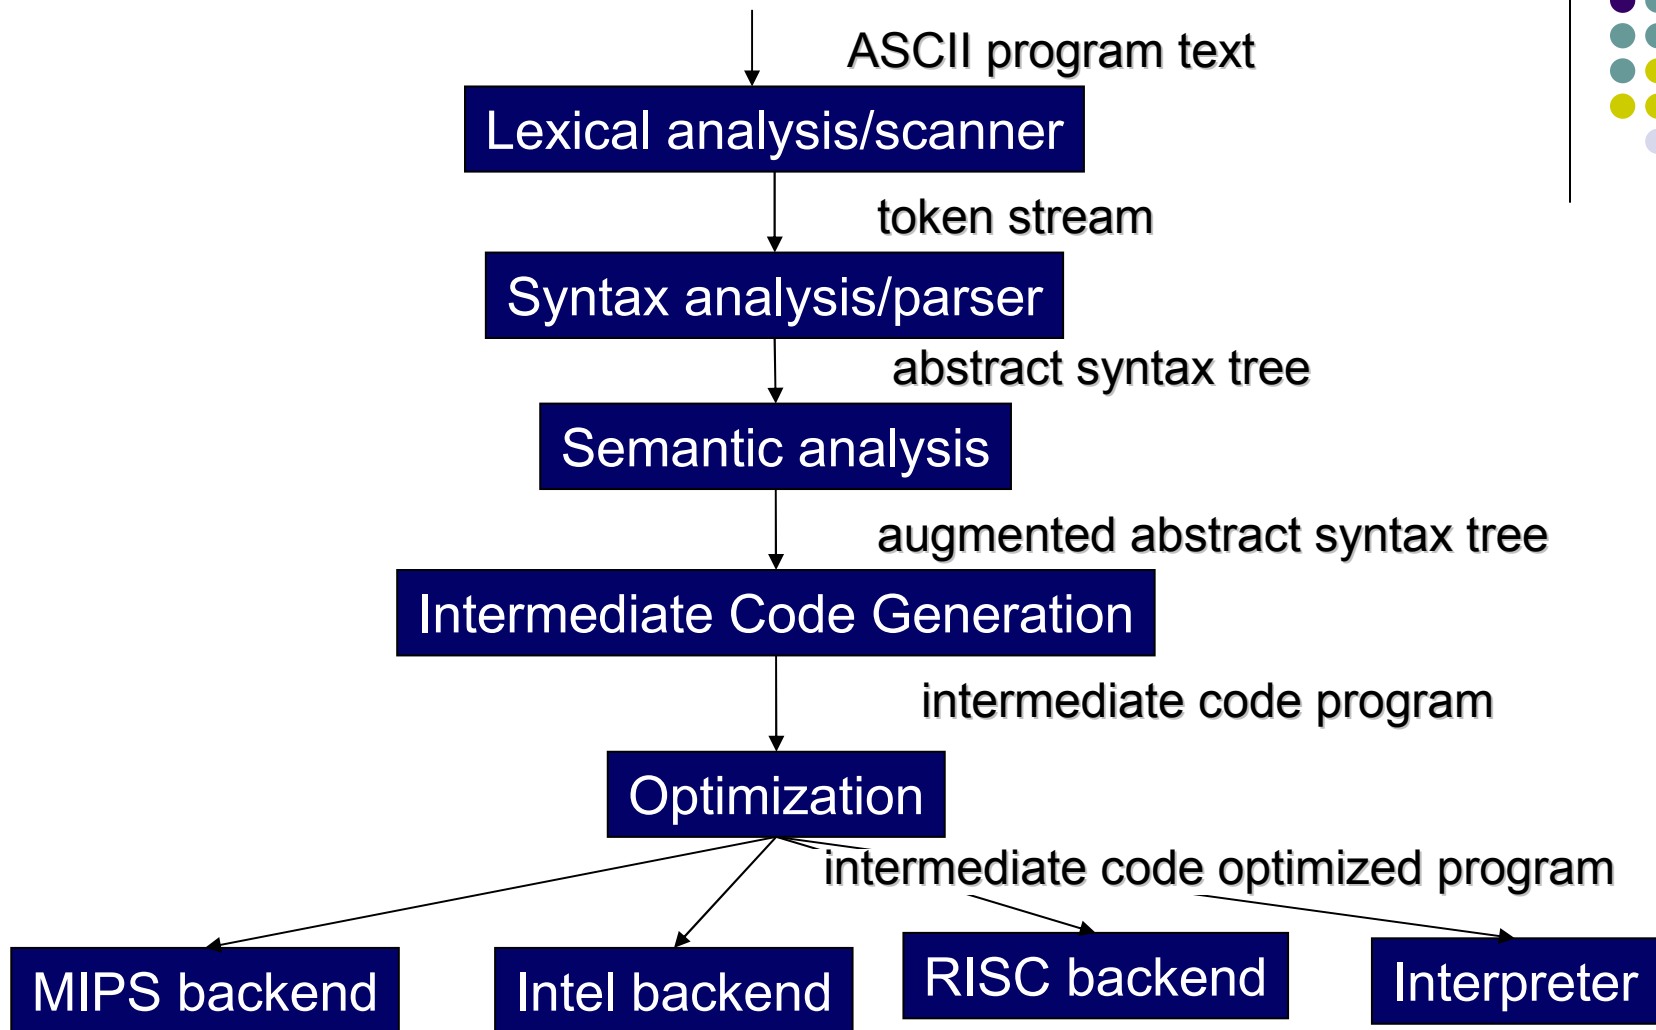 ASCII program text
Lexical analysis/scanner
token stream
Syntax analysis/parser
abstract syntax tree
Semantic analysis
augmented abstract syntax tree
Intermediate Code Generation
intermediate code program
Optimization
intermediate code optimized program
MIPS backend
Intel backend
RISC backend
Interpreter